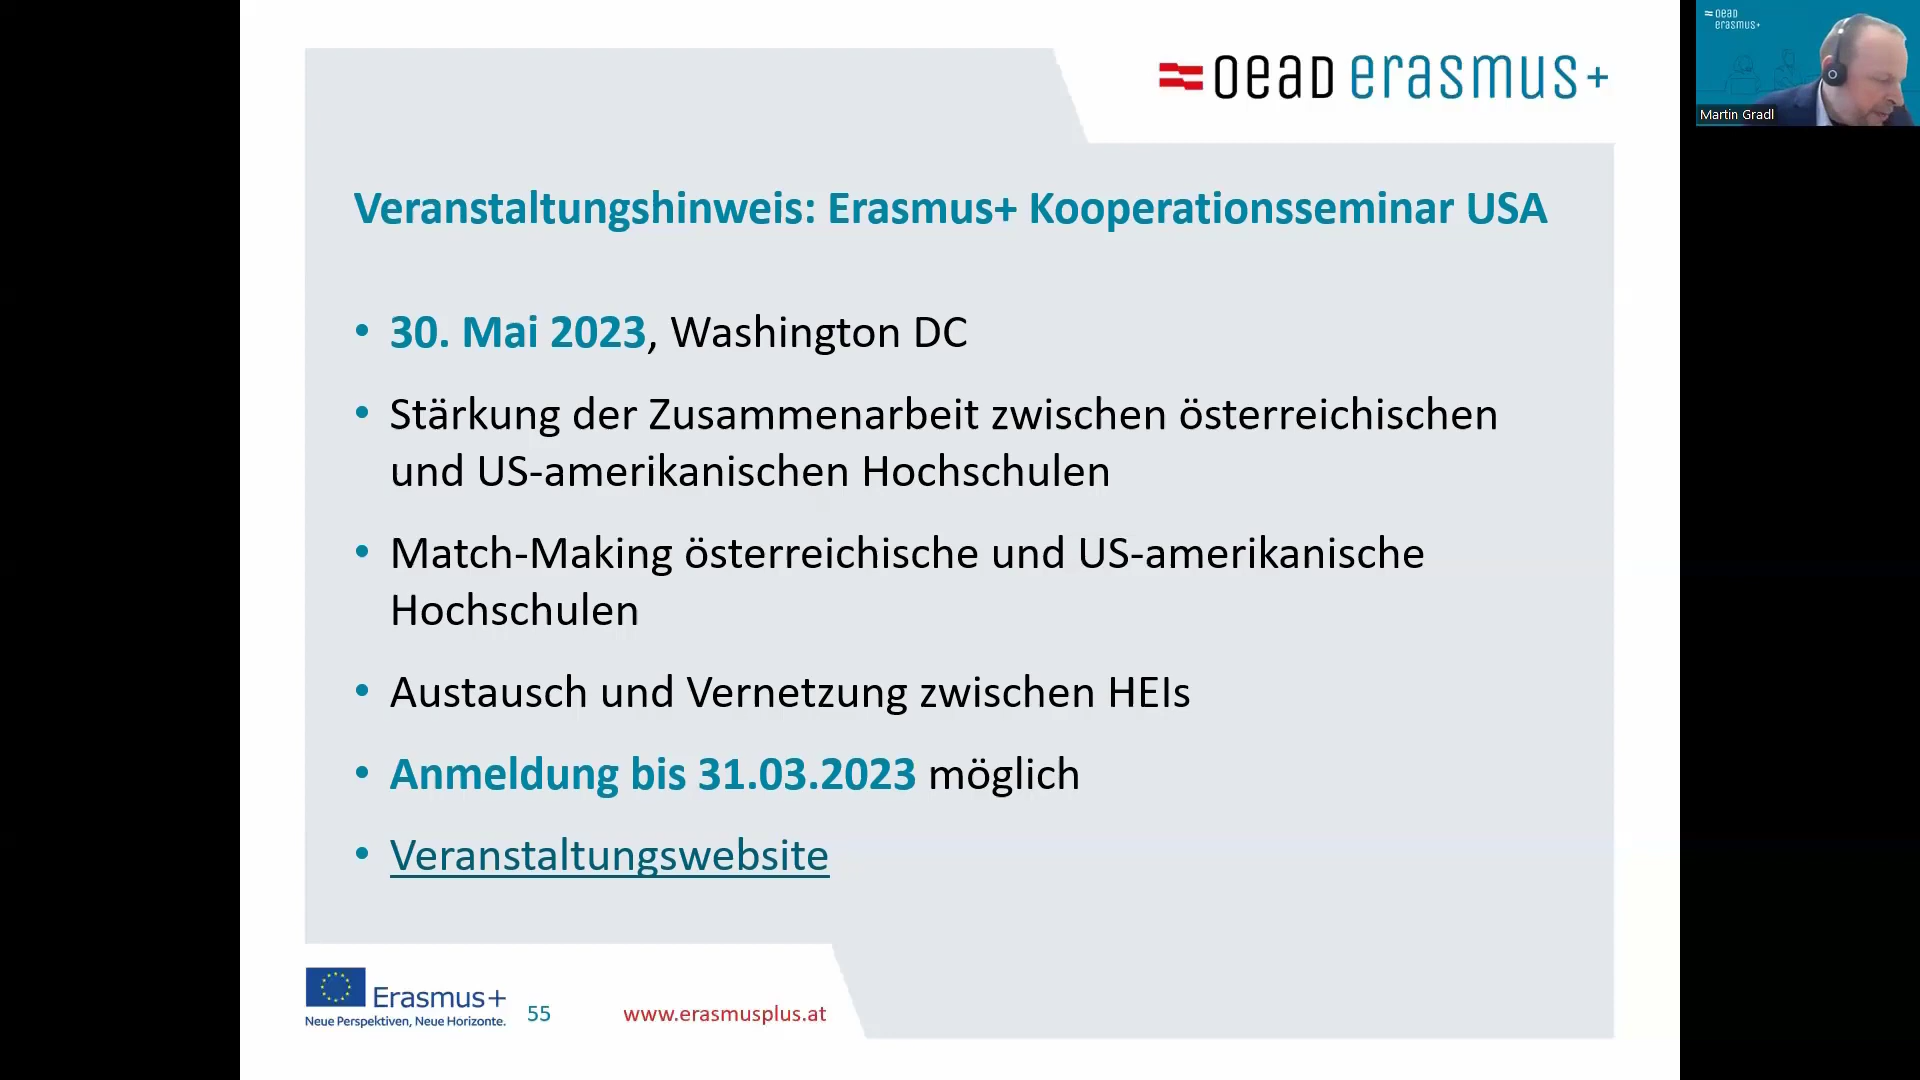 oead erasmus+
Veranstaltungshinweis: Erasmus+ Kooperationsseminar USA
• 30. Mai 2023, Washington DC
• Stärkung der Zusammenarbeit zwischen österreichischen
und US-amerikanischen Hochschulen
• Match-Making österreichische und US-amerikanische
Hochschulen
• Austausch und Vernetzung zwischen HEIs
• Anmeldung bis 31.03.2023 möglich
• Veranstaltungswebsite
Erasmus+
Neue Perspektiven, Neue Horizonte.
55
www.erasmusplus.at
oead
erasmus+
Martin Gradl